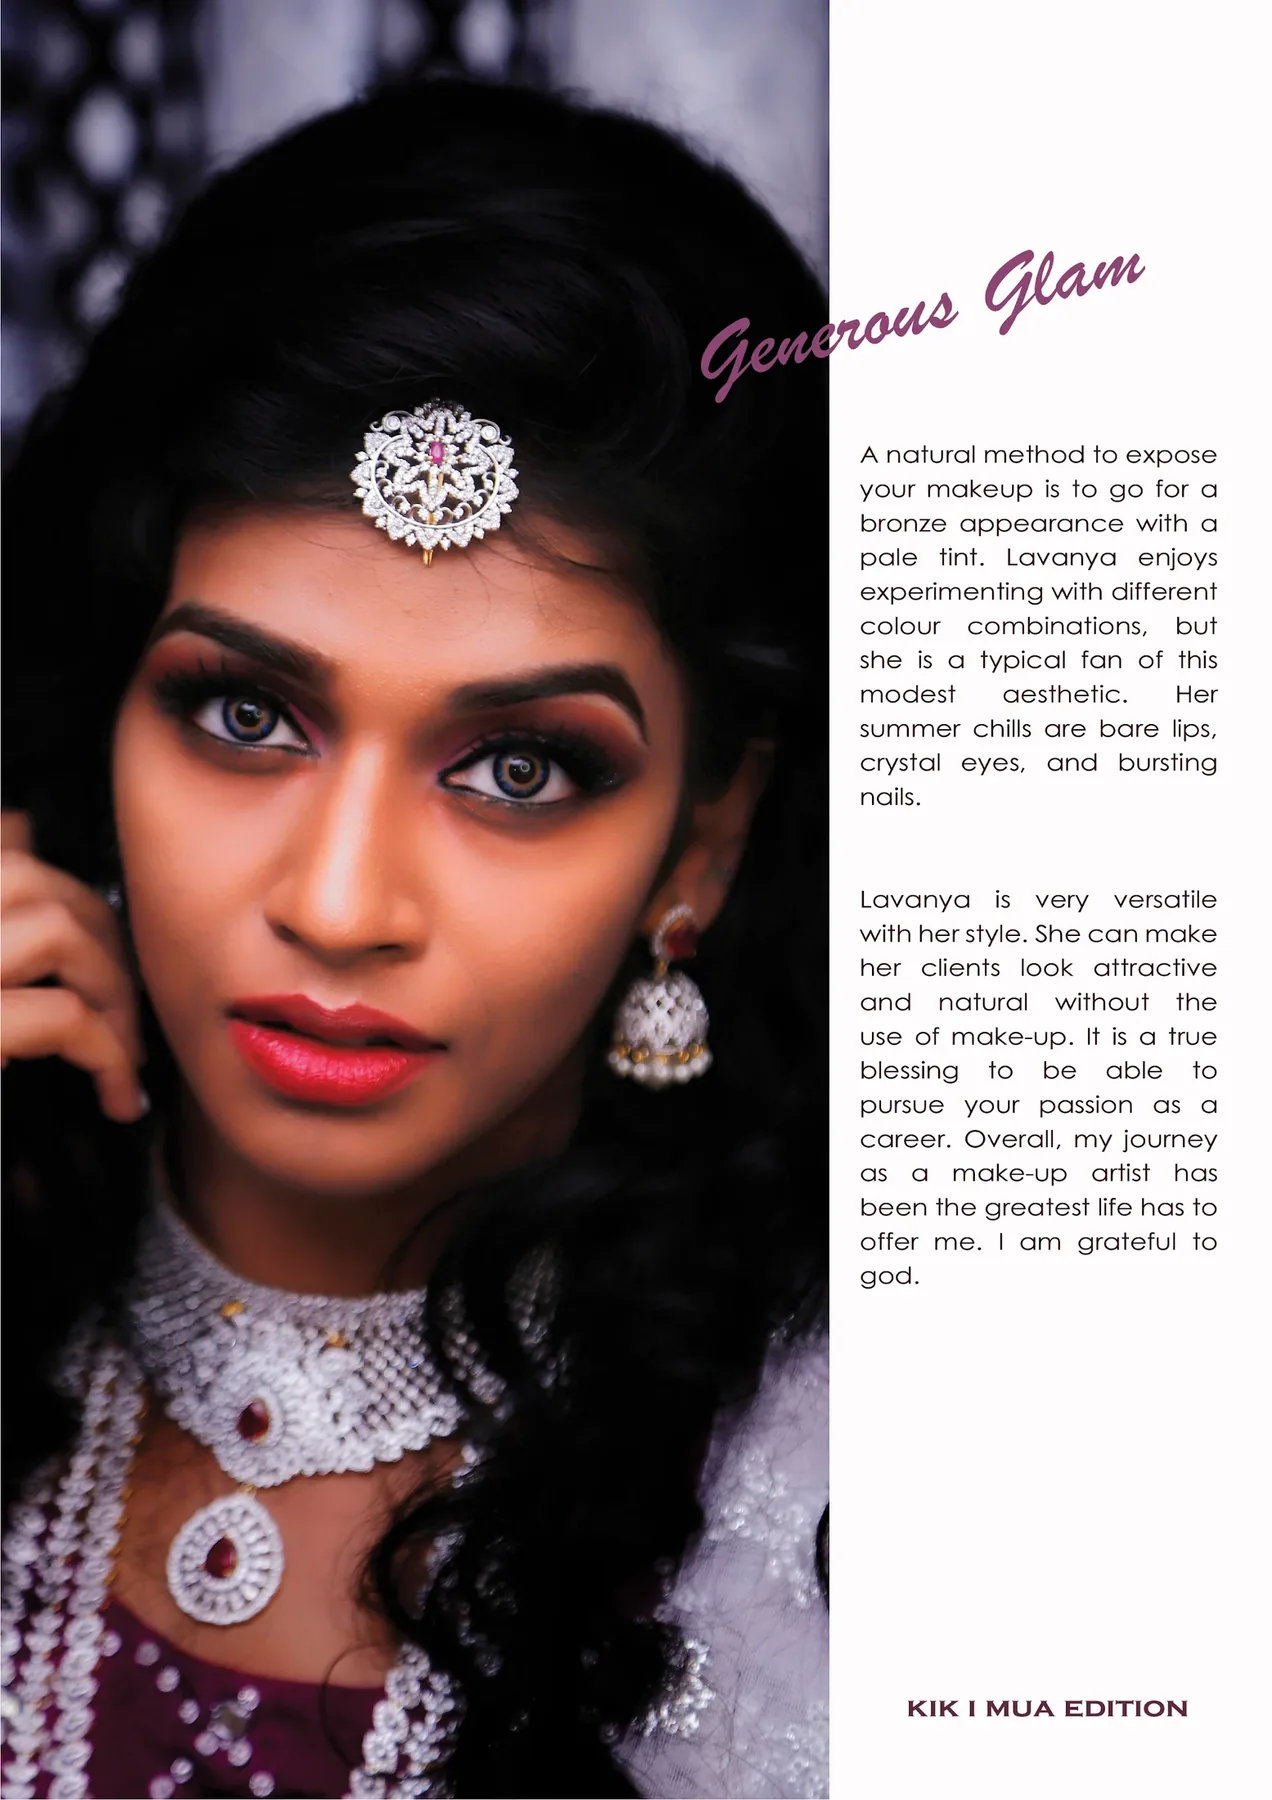 Generous Glam
A natural method to expose
your makeup is to go for a
bronze appearance with a
pale tint. Lavanya enjoys
experimenting with different
colour combinations, but
she is a typical fan of this
modest aesthetic. Her
summer chills are bare lips,
crystal eyes, and bursting
nails.
Lavanya is very versatile
with her style. She can make
her clients look attractive
and natural without the
use of make-up. It is a true
blessing to be able to
pursue your passion as a
career. Overall, my journey
as a make-up artist has
been the greatest life has to
offer me. I am grateful to
god.
KIK I MUA EDITION